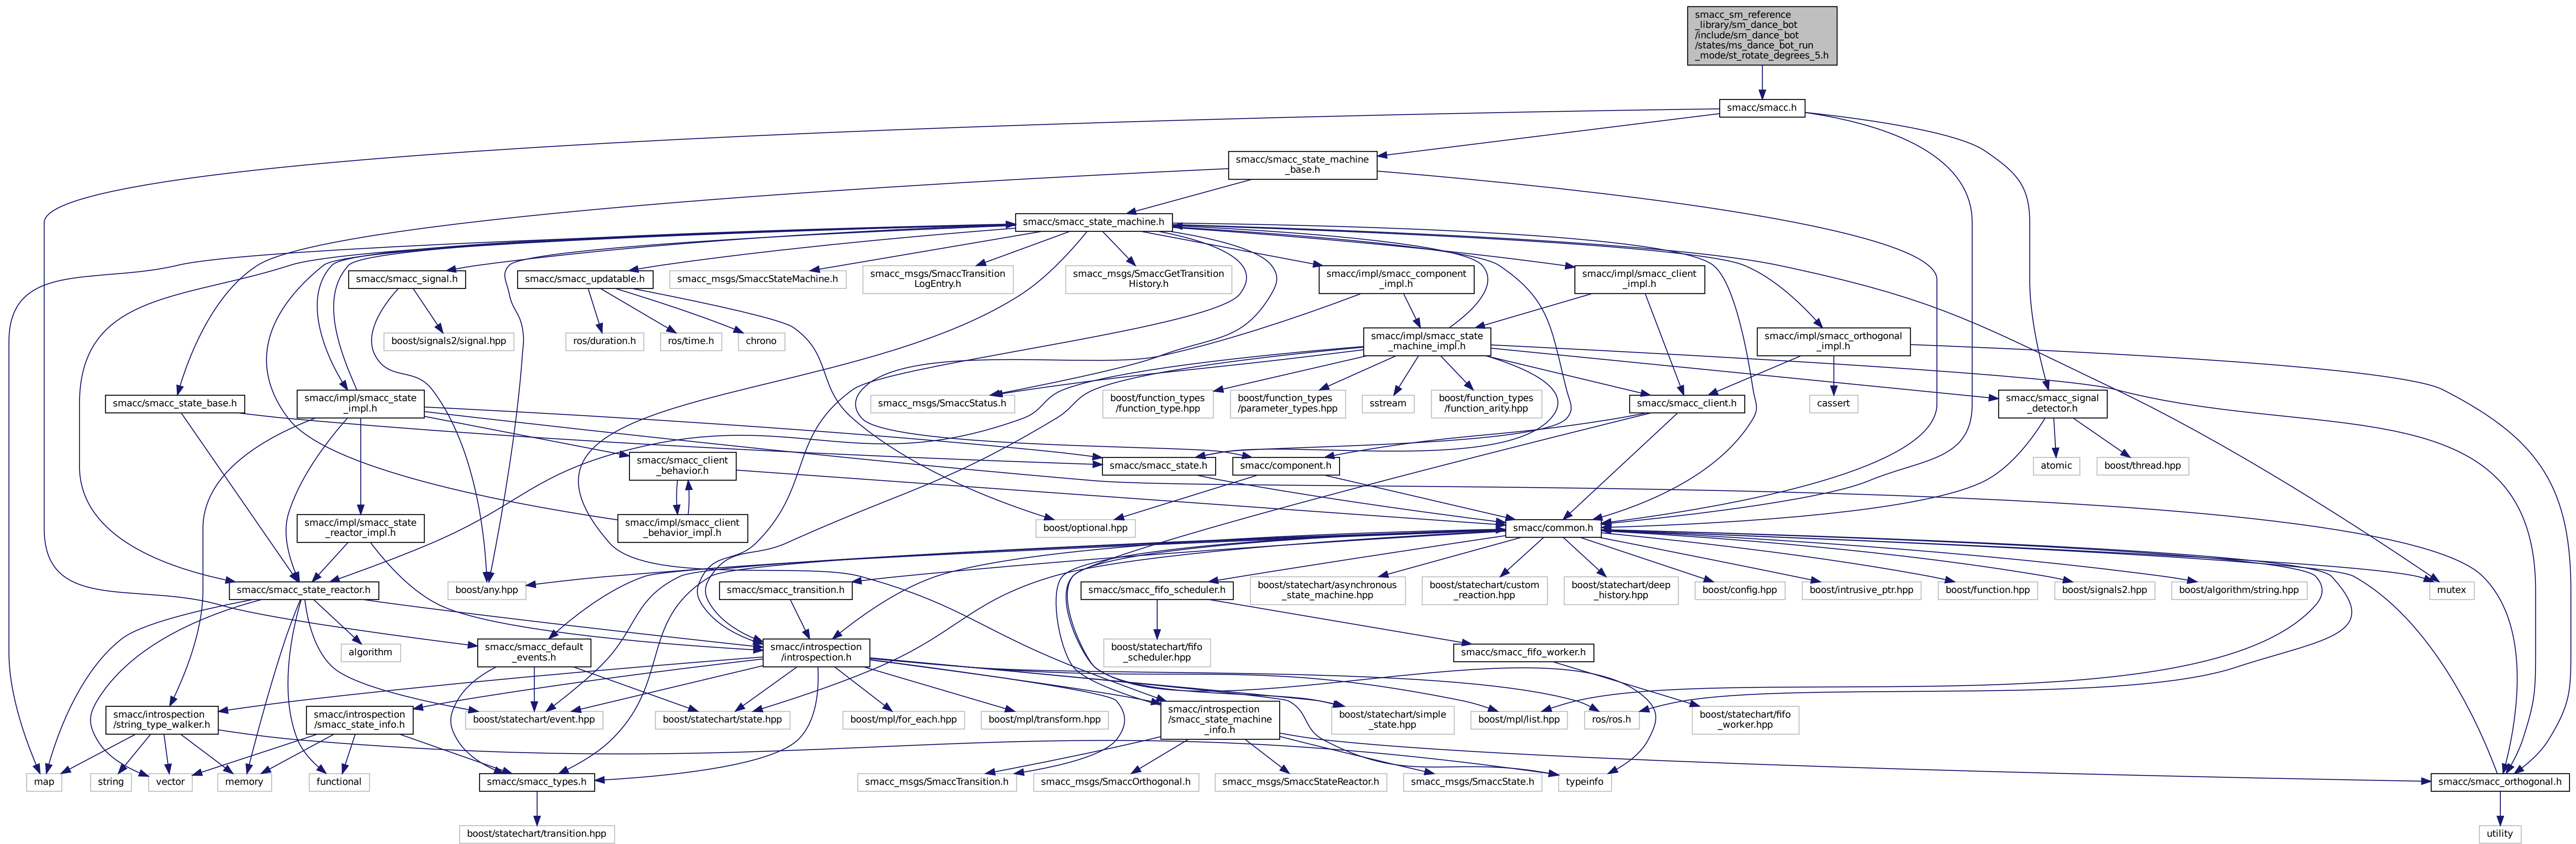 smacc_sm_reference
_library/sm_dance_bot
/include/sm_dance_bot
/states/ms_dance_bot_run
_mode/st_rotate_degrees_5.h
smacc/smacc.h
smacc/smacc_state_machine
_base.h
smacc/smacc_state_machine.h
smacc/smacc_signal.h
smacc/smacc_updatable.h
smacc_msgs/SmaccStateMachine.h
smacc_msgs/SmaccTransition
LogEntry.h
smacc_msgs/SmaccGetTransition
History.h
smacc/impl/smacc_component
_impl.h
smacc/impl/smacc_client
_impl.h
boost/signals2/signal.hpp
ros/duration.h
ros/time.h
chrono
smacc/impl/smacc_state
_machine_impl.h
smacc/impl/smacc_orthogonal
_impl.h
smacc/smacc_state_base.h
smacc/impl/smacc_state
_impl.h
smacc_msgs/SmaccStatus.h
boost/function_types
/function_type.hpp
boost/function_types
/parameter_types.hpp
sstream
boost/function_types
/function_arity.hpp
smacc/smacc_client.h
cassert
smacc/smacc_signal
_detector.h
smacc/smacc_client
_behavior.h
smacc/smacc_state.h
smacc/component.h
atomic
boost/thread.hpp
smacc/impl/smacc_state
_reactor_impl.h
smacc/impl/smacc_client
_behavior_impl.h
boost/optional.hpp
smacc/common.h
smacc/smacc_state_reactor.h
boost/any.hpp
smacc/smacc_transition.h
smacc/smacc_fifo_scheduler.h
boost/statechart/asynchronous
_state_machine.hpp
boost/statechart/custom
_reaction.hpp
boost/statechart/deep
_history.hpp
boost/config.hpp
boost/intrusive_ptr.hpp
boost/function.hpp
boost/signals2.hpp
boost/algorithm/string.hpp
mutex
algorithm
smacc/smacc_default
_events.h
smacc/introspection
/introspection.h
boost/statechart/fifo
_scheduler.hpp
smacc/smacc_fifo_worker.h
smacc/introspection
/string_type_walker.h
smacc/introspection
/smacc_state_info.h
boost/statechart/event.hpp
boost/statechart/state.hpp
boost/mpl/for_each.hpp
boost/mpl/transform.hpp
smacc/introspection
/smacc_state_machine
_info.h
boost/statechart/simple
_state.hpp
boost/mpl/list.hpp
ros/ros.h
boost/statechart/fifo
_worker.hpp
map
string
vector
memory
functional
smacc/smacc_types.h
smacc_msgs/SmaccTransition.h
smacc_msgs/SmaccOrthogonal.h
smacc_msgs/SmaccStateReactor.h
smacc_msgs/SmaccState.h
typeinfo
smacc/smacc_orthogonal.h
boost/statechart/transition.hpp
utility